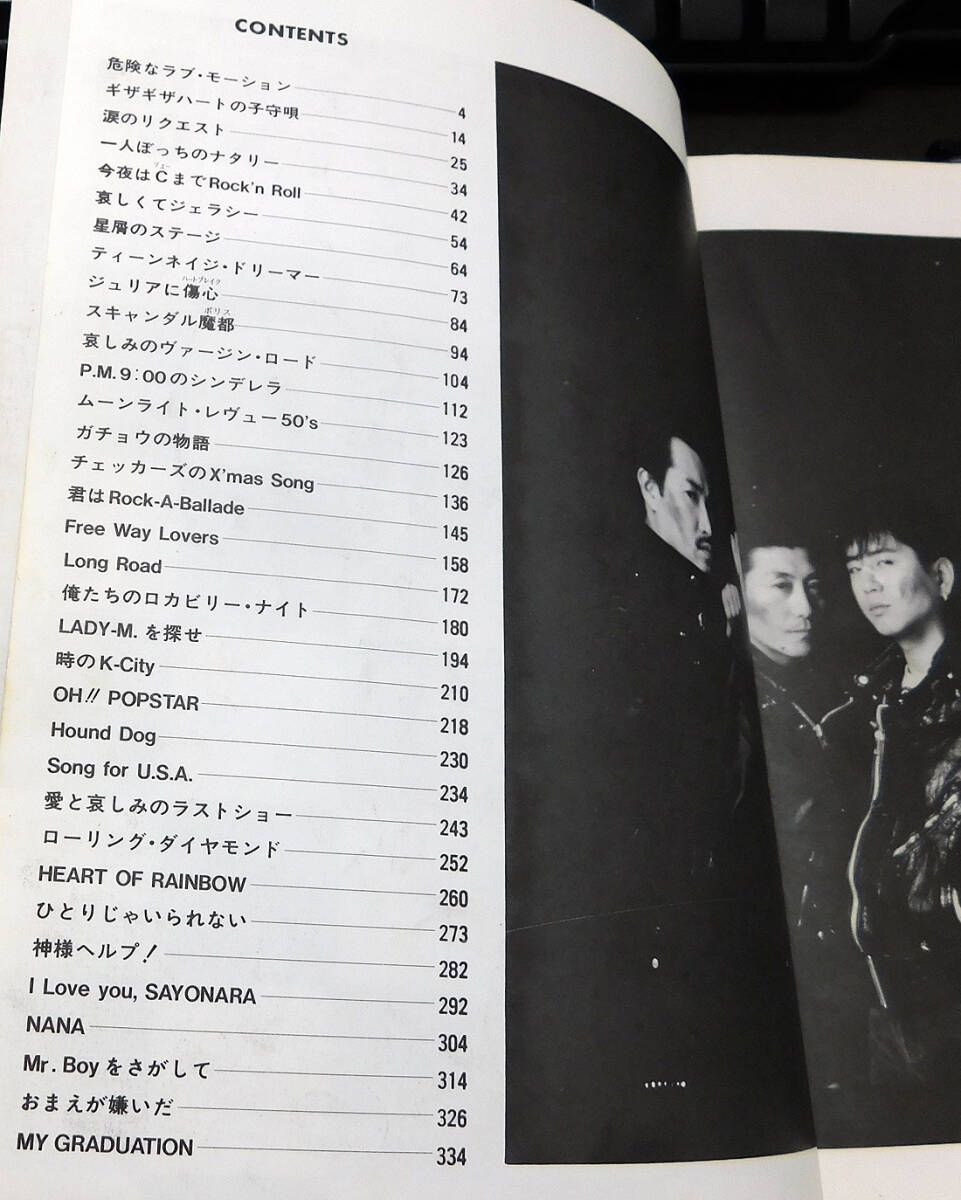 CONTENTS
危険なラブ・モーション 4
ギザギザハートの子守唄 14
涙のリクエスト 25
一人ぼっちのナタリー 34
今夜はCまでRock'n Roll 42
哀しくてジェラシー 54
星屑のステージ 64
ティーンネイジ・ドリーマー 73
ジュリアに傷心 84
スキャンダル魔都 94
哀しみのヴァージン・ロード 104
P.M.9:00のシンデレラ 112
ムーンライト・レヴュー50's 123
ガチョウの物語 126
チェッカーズのX'mas Song 136
君はRock-A-Ballade 145
Free Way Lovers 158
Long Road 172
俺たちのロカビリー・ナイト 180
LADY-M.を探せ 194
時のK-City 210
OH!! POPSTAR 218
Hound Dog 230
Song for U.S.A. 234
愛と哀しみのラストショー 243
ローリング・ダイヤモンド 252
HEART OF RAINBOW 260
ひとりじゃいられない 273
神様ヘルプ! 282
I Love you, SAYONARA 292
NANA 304
Mr. Boyをさがして 314
おまえが嫌いだ 326
MY GRADUATION 334